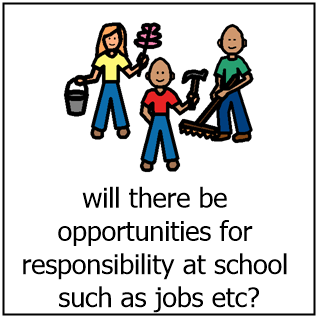 will there be
opportunities for
responsibility at school
such as jobs etc?